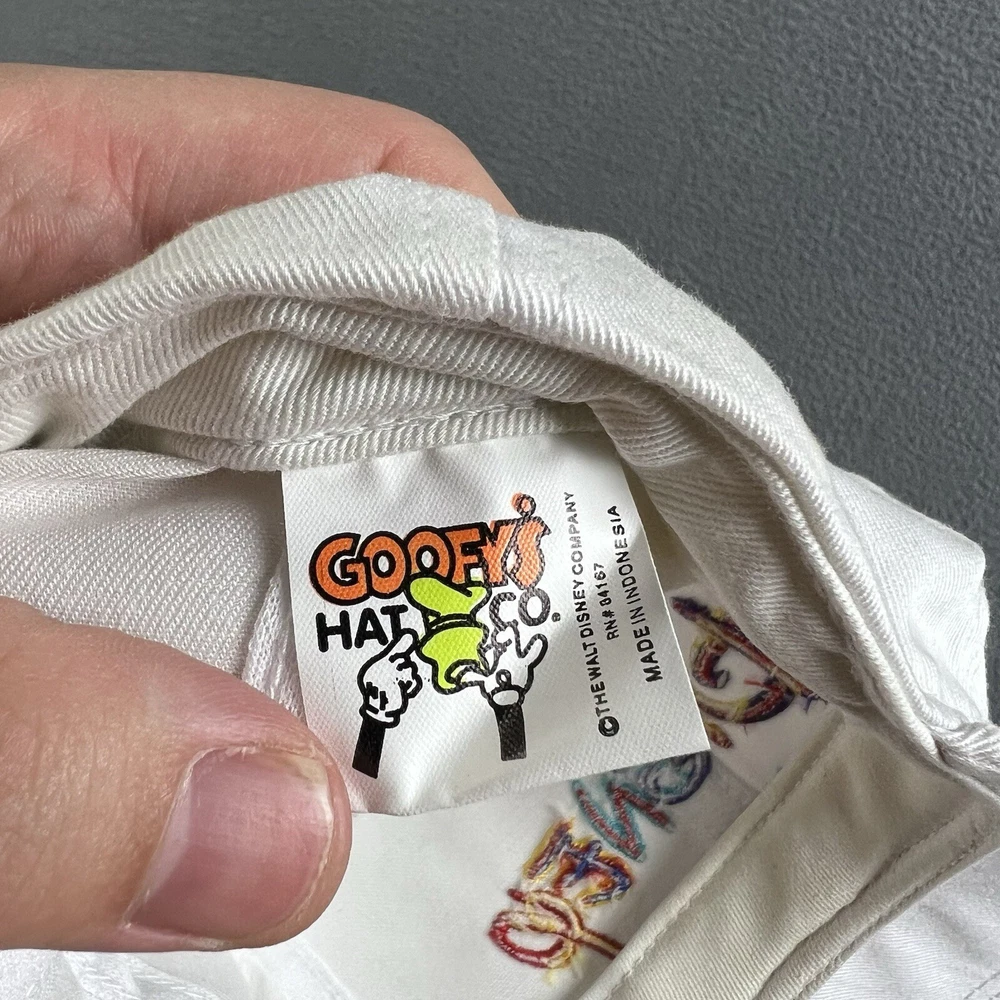 GOOFY'S
HAT CO.®
©THE WALT DISNEY COMPANY
RN# 84167
MADE IN INDONESIA